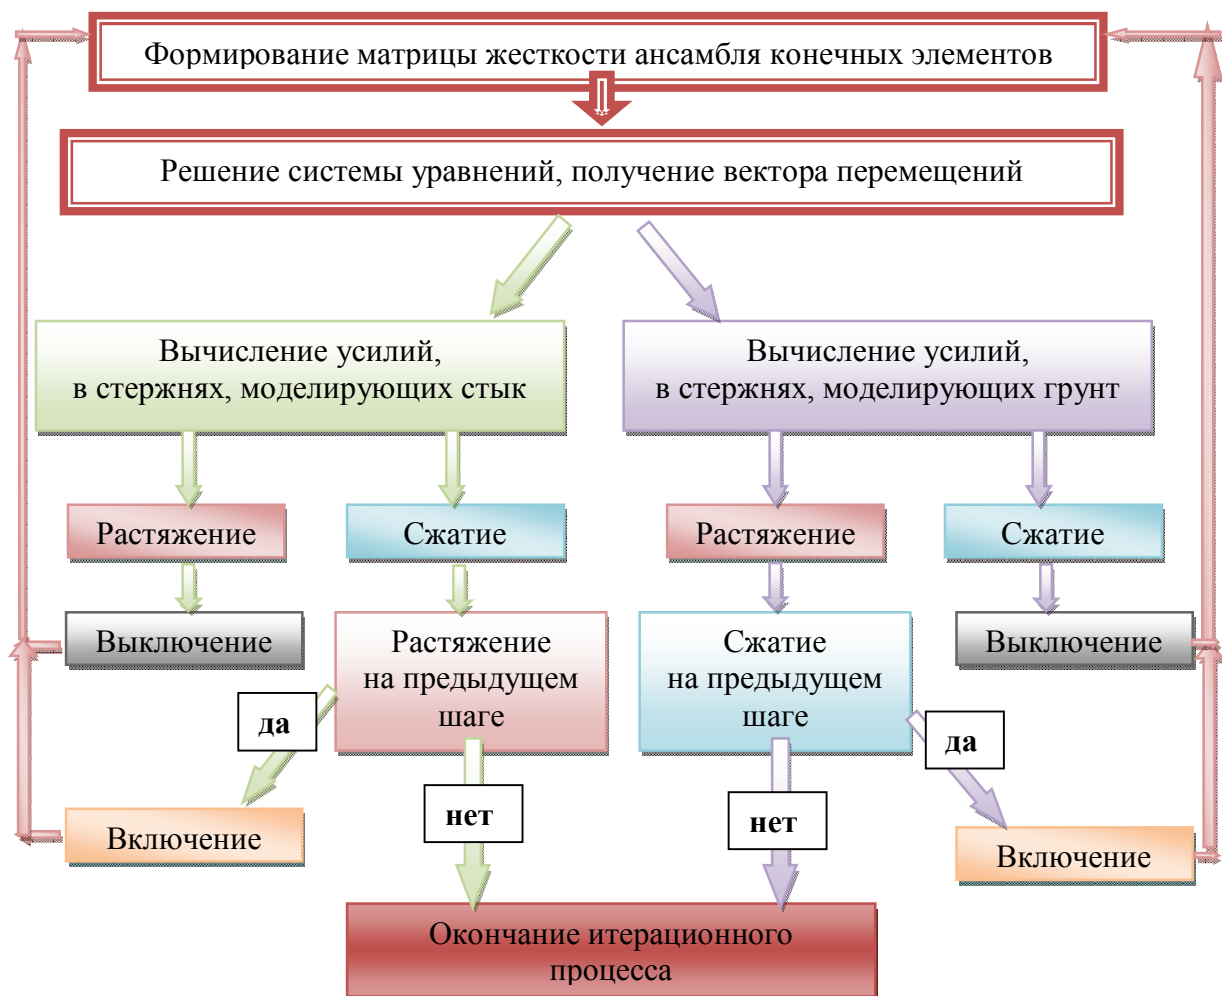 Формирование матрицы жесткости ансамбля конечных элементов
Решение системы уравнений, получение вектора перемещений
Вычисление усилий,
в стержнях, моделирующих стык
Вычисление усилий,
в стержнях, моделирующих грунт
Растяжение
Сжатие
Растяжение
Сжатие
Выключение
Растяжение
на предыдущем
шаге
Сжатие
на предыдущем
шаге
Выключение
да
да
нет
нет
Включение
Включение
Окончание итерационного
процесса